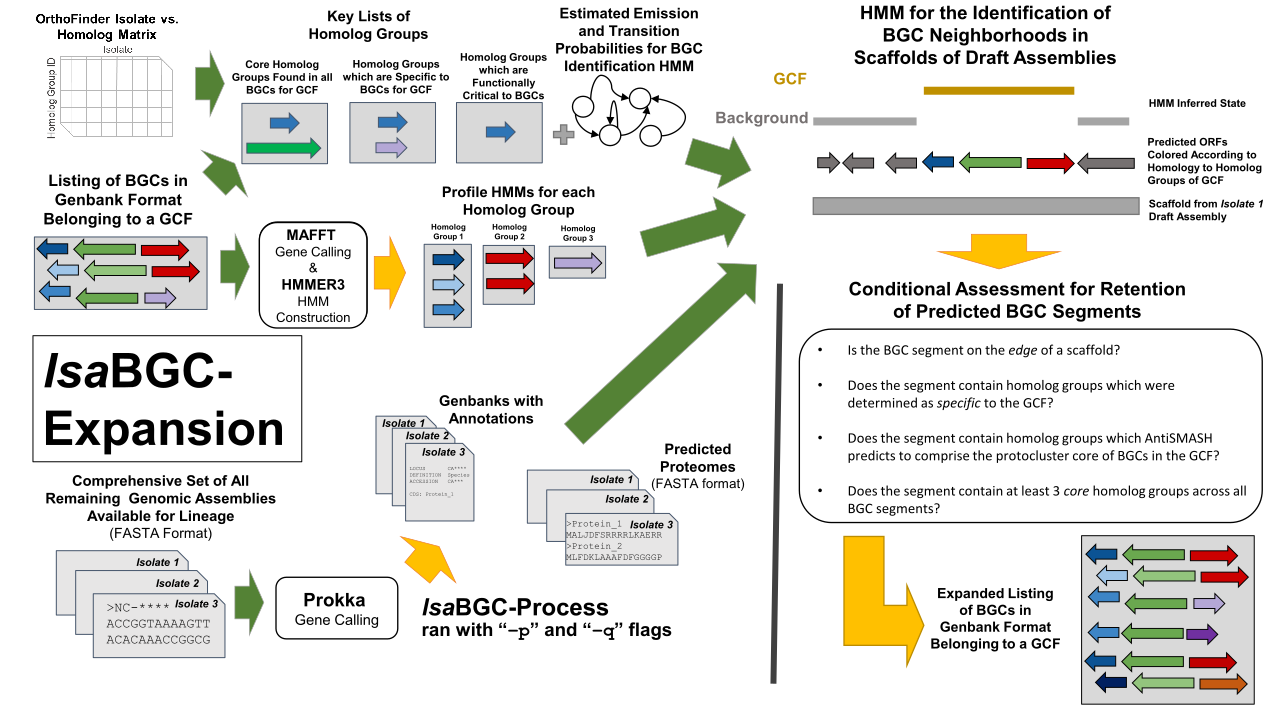 OrthoFinder Isolate vs.
Homolog Matrix
Isolate
Homolog Group ID
Key Lists of
Homolog Groups
Core Homolog
Groups Found in all
BGCs for GCF
Homolog Groups
which are Specific to
BGCs for GCF
Homolog Groups
which are
Functionally
Critical to BGCs
Estimated Emission
and Transition
Probabilities for BGC
Identification HMM
HMM for the Identification of
BGC Neighborhoods in
Scaffolds of Draft Assemblies
GCF
Background
HMM Inferred State
Predicted ORFs
Colored According to
Homology to Homolog
Groups of GCF
Scaffold from Isolate 1
Draft Assembly
Listing of BGCs in
Genbank Format
Belonging to a GCF
MAFFT
Gene Calling
&
HMMER3
HMM
Construction
Profile HMMs for each
Homolog Group
Homolog
Group 1
Homolog
Group 2
Homolog
Group 3
IsaBGC-
Expansion
Conditional Assessment for Retention
of Predicted BGC Segments
• Is the BGC segment on the edge of a scaffold?
• Does the segment contain homolog groups which were
determined as specific to the GCF?
• Does the segment contain homolog groups which AntiSMASH
predicts to comprise the protocluster core of BGCs in the GCF?
• Does the segment contain at least 3 core homolog groups across all
BGC segments?
Genbanks with
Annotations
Isolate 1
Isolate 2
Isolate 3
LOCUS CA****
DEFINITION Species
ACCESSION CA***
CDS: Protein_1
Predicted
Proteomes
(FASTA format)
Isolate 1
Isolate 2
>Protein_1 Isolate 3
MALJDFSRRRRLKAERR
>Protein_2
MLFDKLAAAFDFGGGGP
Comprehensive Set of All
Remaining Genomic Assemblies
Available for Lineage
(FASTA Format)
Isolate 1
Isolate 2
>NC-**** Isolate 3
ACCGGTAAAAGTT
ACACAAACCGGCG
Prokka
Gene Calling
IsaBGC-Process
ran with “–p” and “–q” flags
Expanded Listing
of BGCs in
Genbank Format
Belonging to a GCF